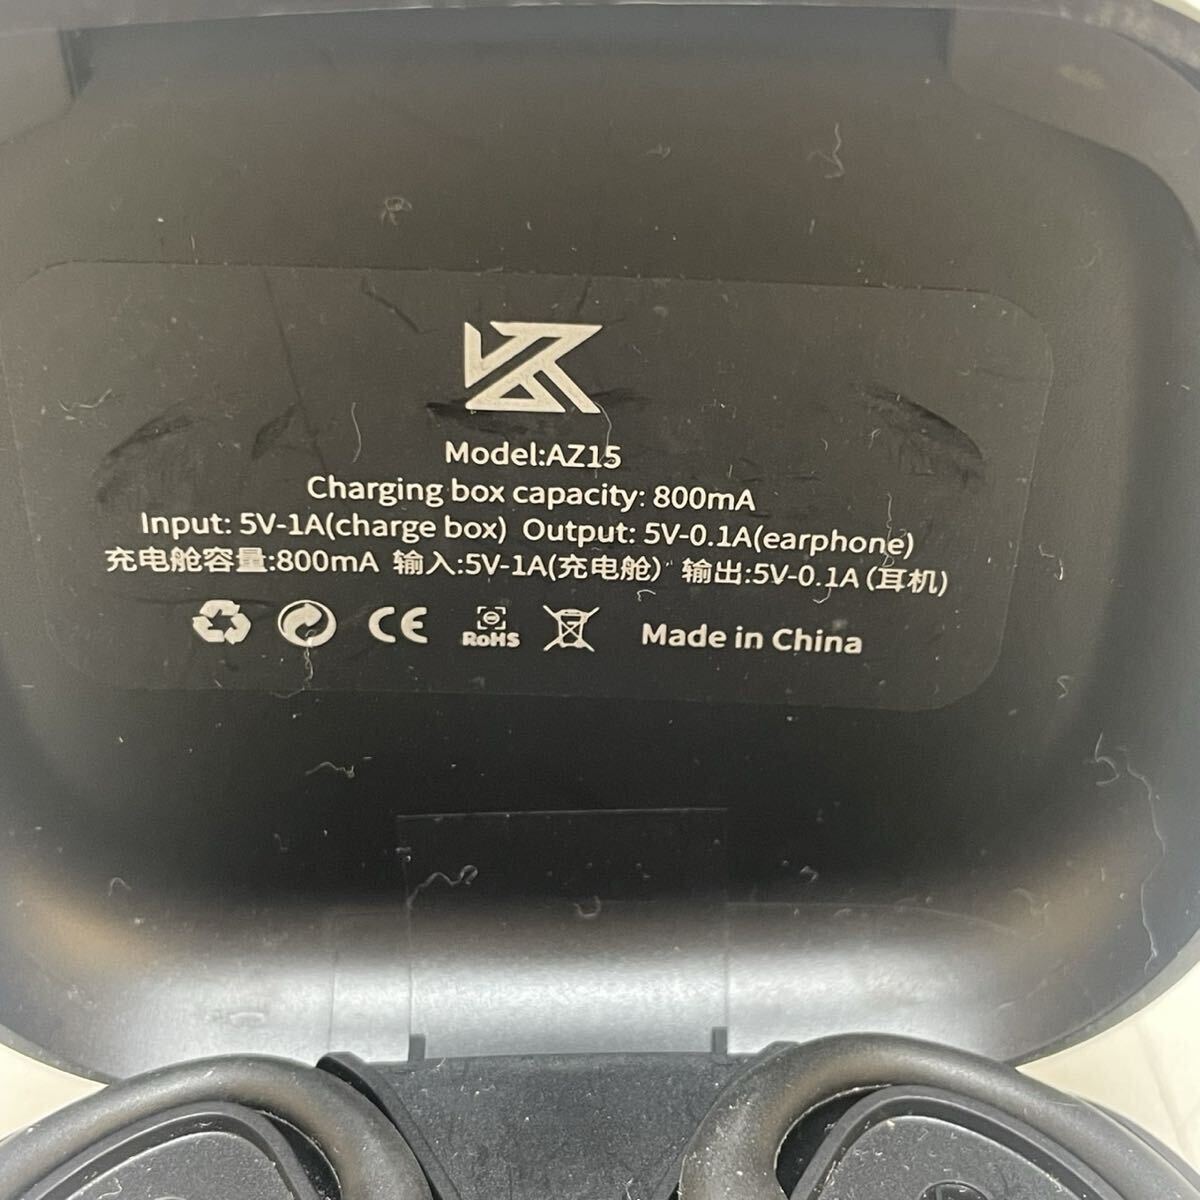 KZ
Model:AZ15
Charging box capacity: 800mA
Input: 5V-1A(charge box) Output: 5V-0.1A(earphone)
充电舱容量:800mA 输入:5V-1A(充电舱) 输出:5V-0.1A(耳机)
CE RoHS Made in China